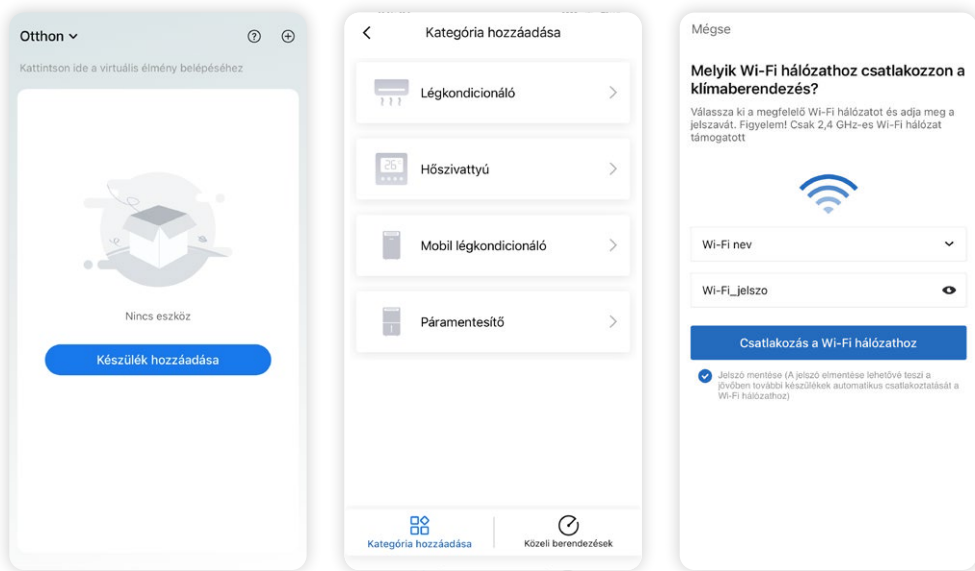 Otthon
Kattintson ide a virtuális élmény belépéséhez
Nincs eszköz
Készülék hozzáadása
Kategória hozzáadása
Légkondicionáló
26
Hőszivattyú
Mobil légkondicionáló
Páramentesítő
Kategória hozzáadása
Közeli berendezések
Mégse
Melyik Wi-Fi hálózathoz csatlakozzon a
klímaberendezés?
Válassza ki a megfelelő Wi-Fi hálózatot és adja meg a
jelszavát. Figyelem! Csak 2,4 GHz-es Wi-Fi hálózat
támogatott
Wi-Fi nev
Wi-Fi_jelszo
Csatlakozás a Wi-Fi hálózathoz
Jelszó mentése (A jelszó elmentése lehetővé teszi a
jövőben további készülékek automatikus csatlakoztatását a
Wi-Fi hálózathoz)